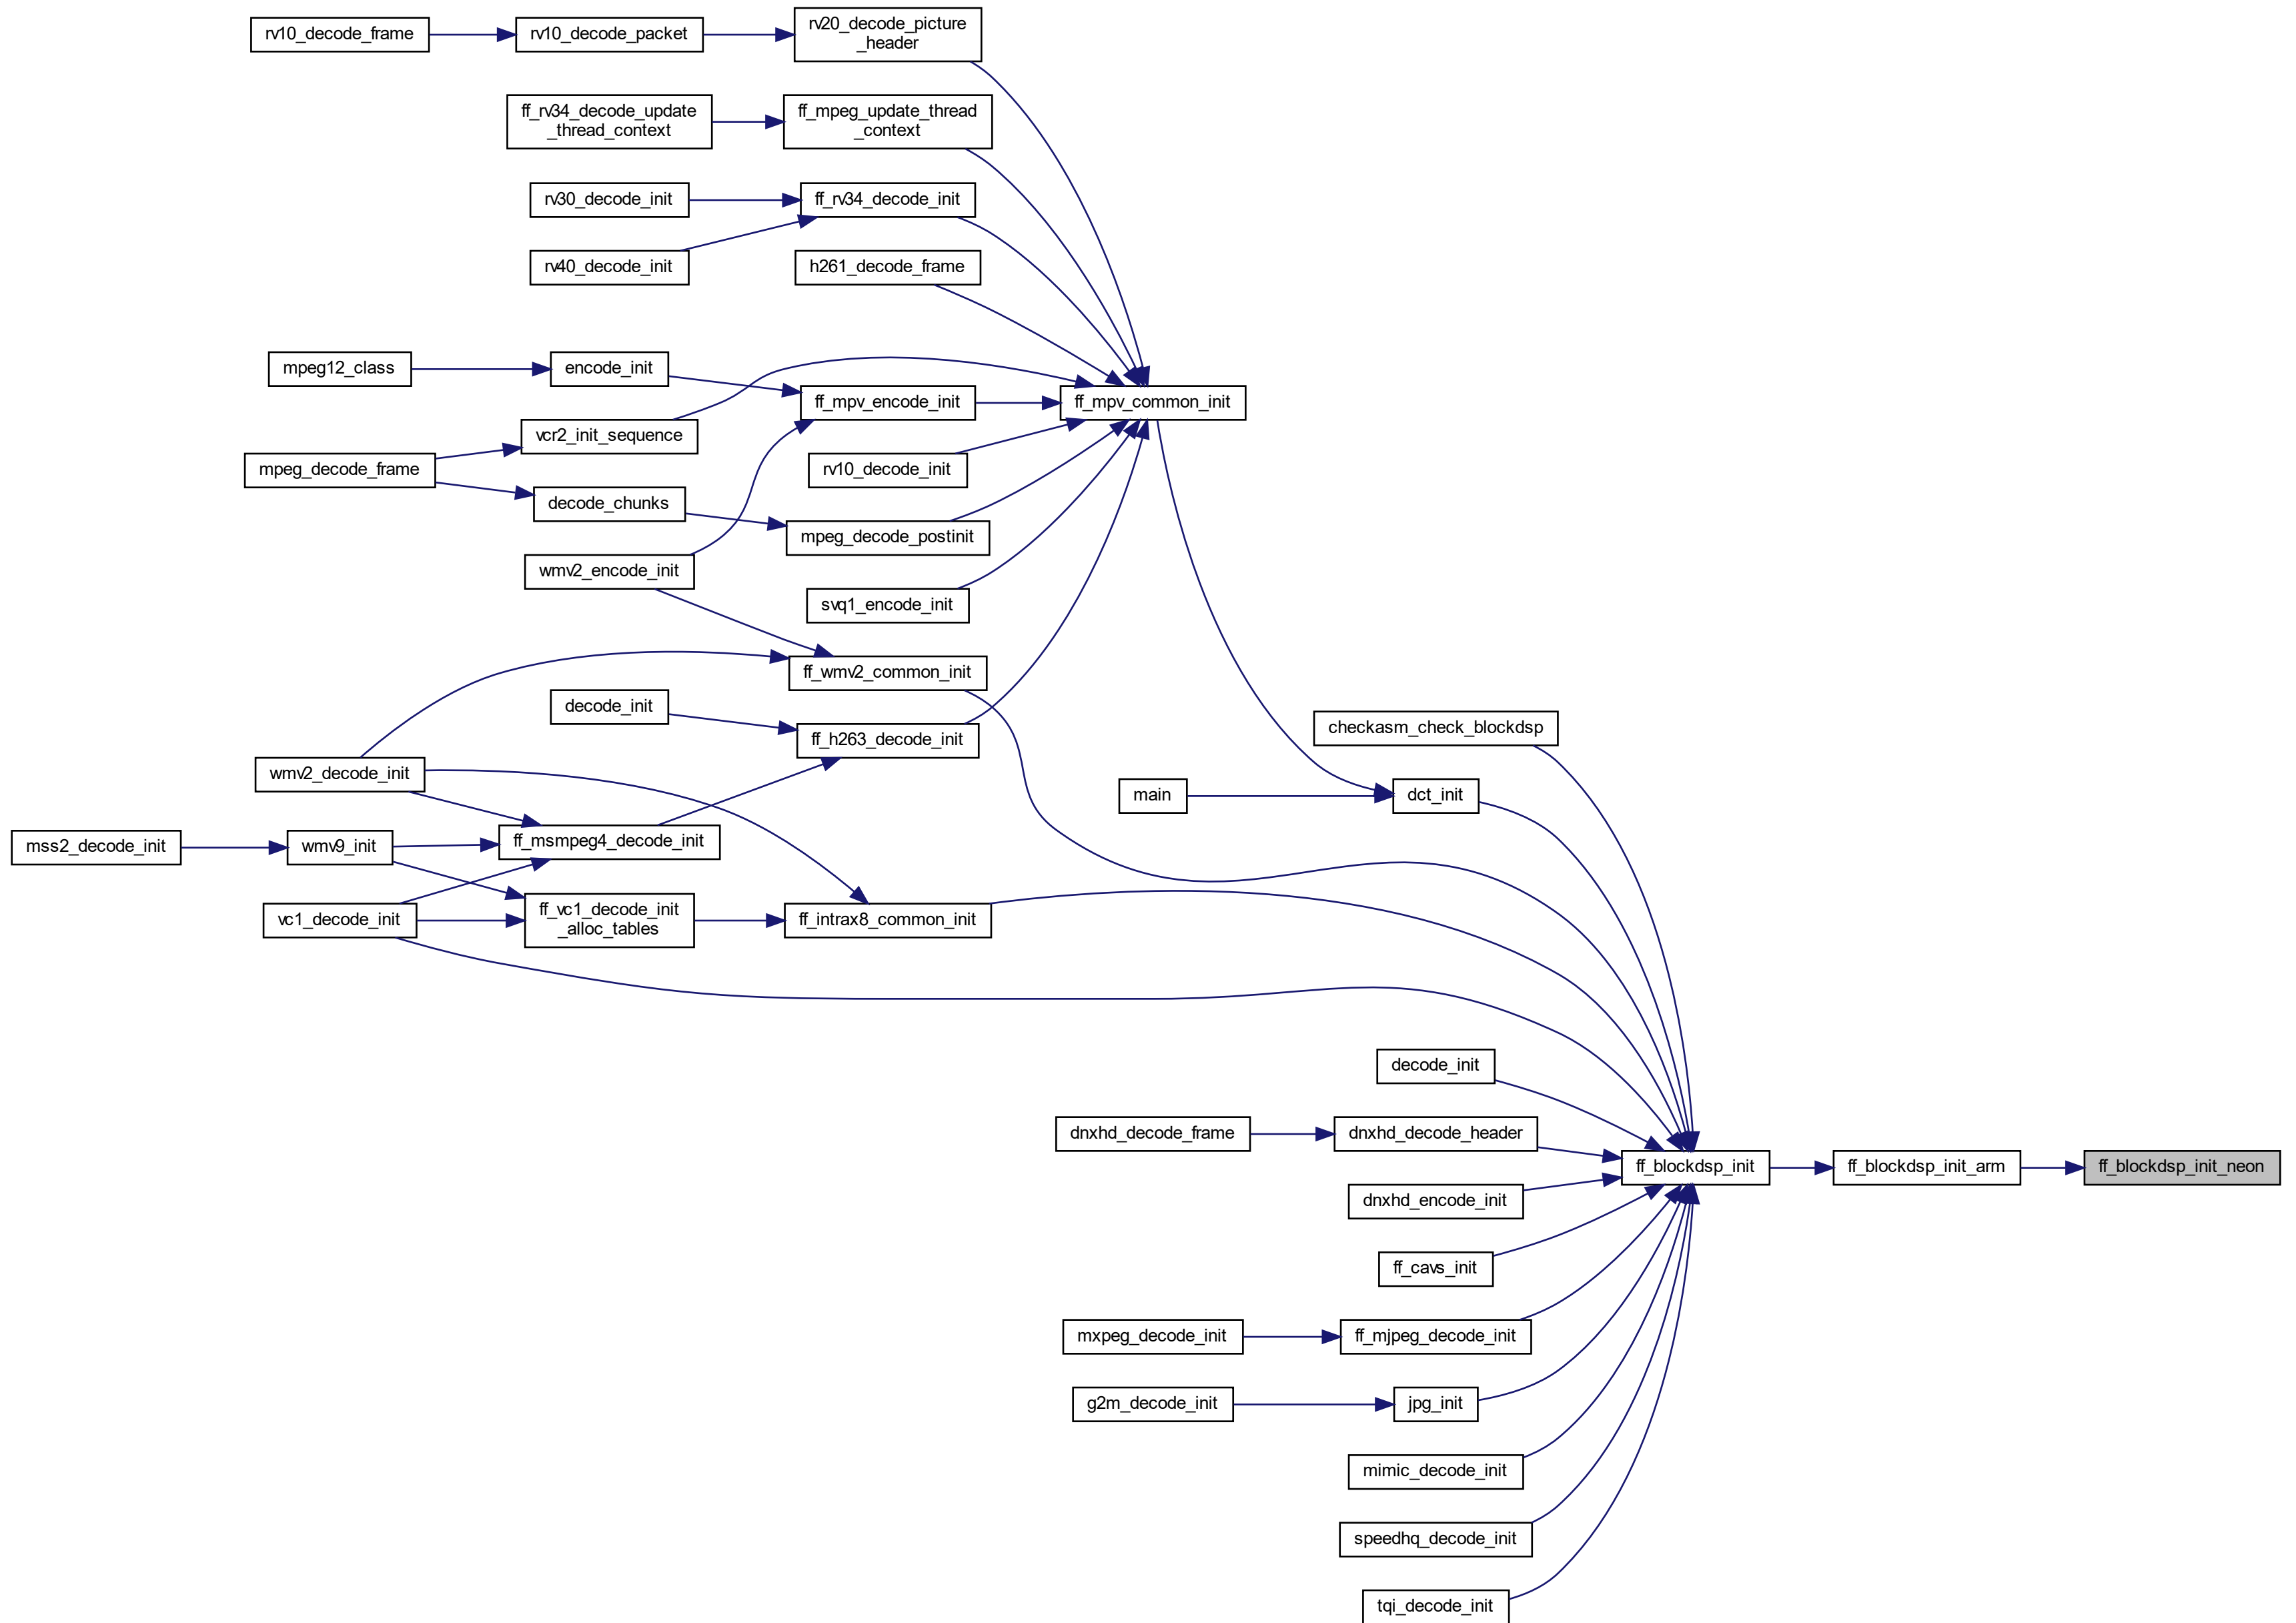 rv10_decode_frame
rv10_decode_packet
rv20_decode_picture
_header
ff_rv34_decode_update
_thread_context
ff_mpeg_update_thread
_context
rv30_decode_init
ff_rv34_decode_init
rv40_decode_init
h261_decode_frame
mpeg12_class
encode_init
ff_mpv_encode_init
ff_mpv_common_init
vcr2_init_sequence
mpeg_decode_frame
rv10_decode_init
decode_chunks
mpeg_decode_postinit
wmv2_encode_init
svq1_encode_init
ff_wmv2_common_init
decode_init
ff_h263_decode_init
checkasm_check_blockdsp
wmv2_decode_init
main
dct_init
mss2_decode_init
wmv9_init
ff_msmpeg4_decode_init
vc1_decode_init
ff_vc1_decode_init
_alloc_tables
ff_intrax8_common_init
decode_init
dnxhd_decode_frame
dnxhd_decode_header
ff_blockdsp_init
ff_blockdsp_init_arm
ff_blockdsp_init_neon
dnxhd_encode_init
ff_cavs_init
mxpeg_decode_init
ff_mjpeg_decode_init
g2m_decode_init
jpg_init
mimic_decode_init
speedhq_decode_init
tqi_decode_init